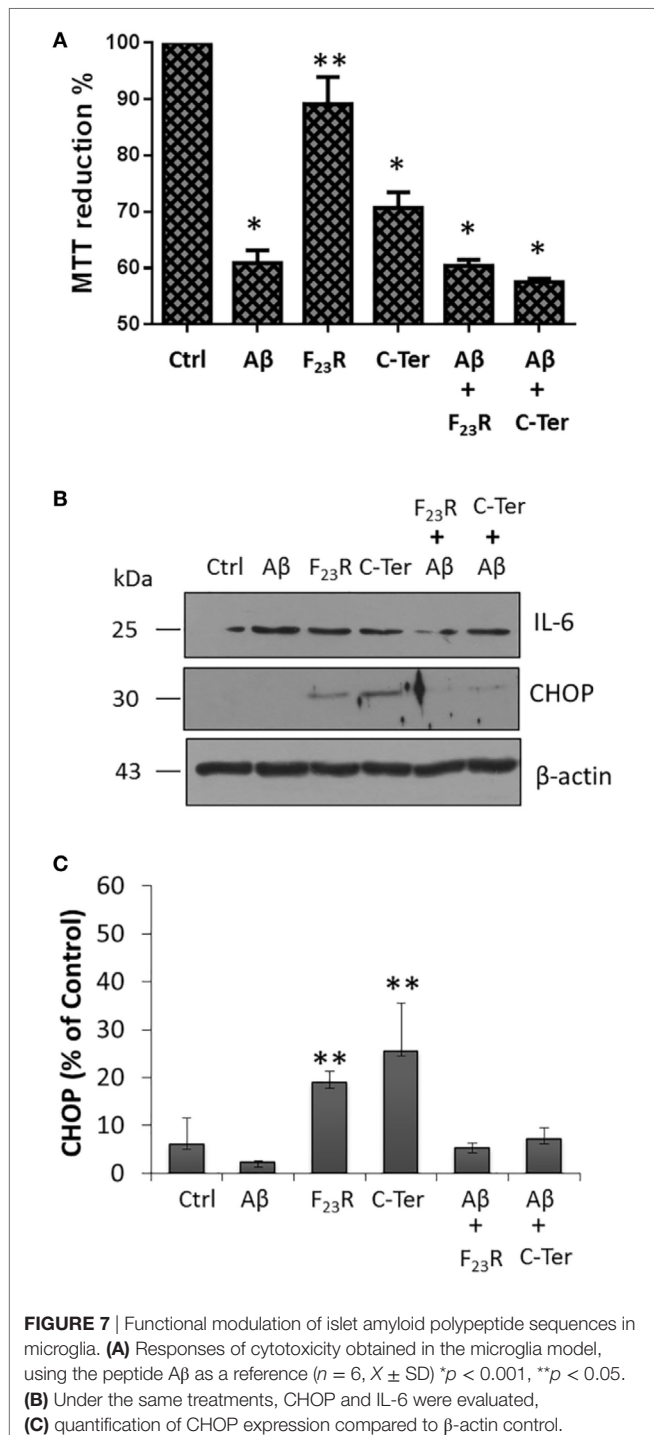 A
MTT reduction %
100
90
80
70
60
50
*
**
*
*
*
Ctrl Aβ F₂₃R C-Ter Aβ Aβ
+ +
F₂₃R C-Ter
B
F₂₃R C-Ter
+ +
kDa Ctrl Aβ F₂₃R C-Ter Aβ Aβ
25 IL-6
30 CHOP
43 β-actin
C
CHOP (% of Control)
60
50
40
30
20
10
0
**
**
Ctrl Aβ F₂₃R C-Ter Aβ Aβ
+ +
F₂₃R C-Ter
FIGURE 7 | Functional modulation of islet amyloid polypeptide sequences in
microglia. (A) Responses of cytotoxicity obtained in the microglia model,
using the peptide Aβ as a reference (n = 6, X ± SD) *p < 0.001, **p < 0.05.
(B) Under the same treatments, CHOP and IL-6 were evaluated,
(C) quantification of CHOP expression compared to β-actin control.